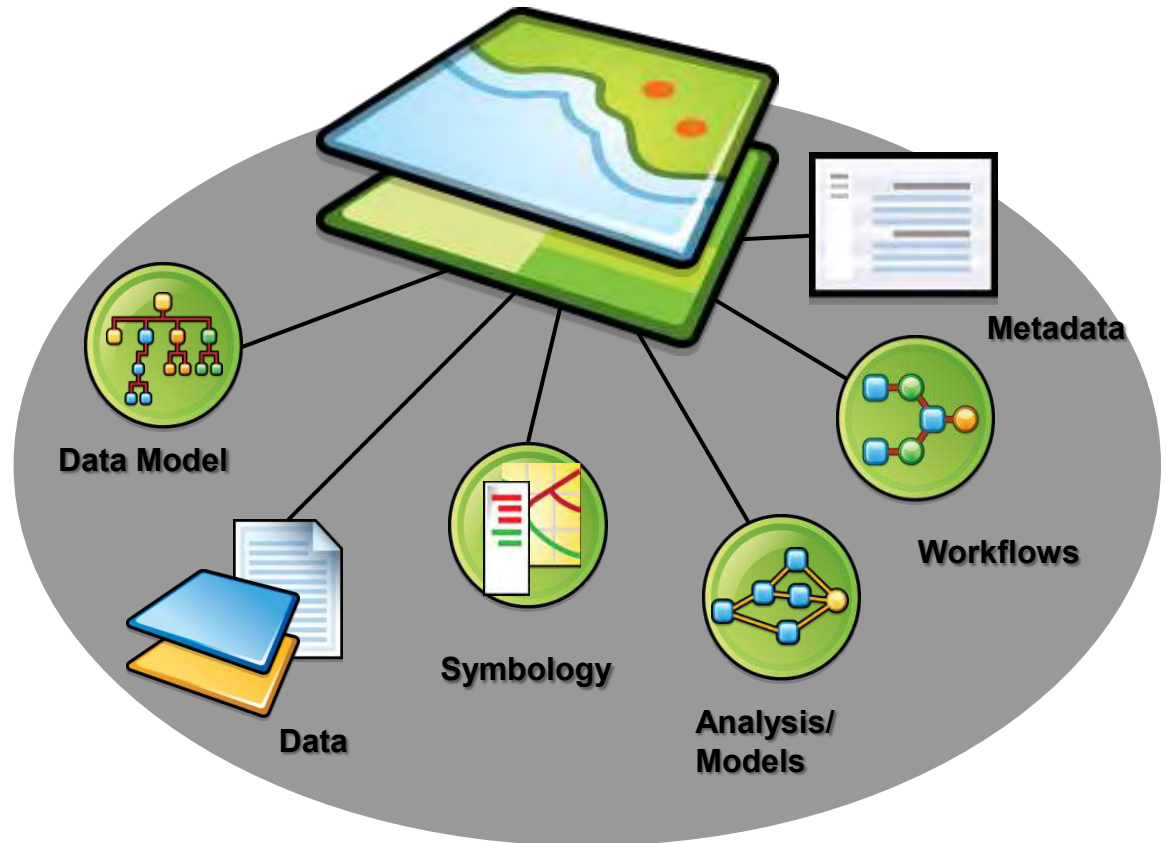 Metadata
Data Model
Workflows
Symbology
Data
Analysis/
Models